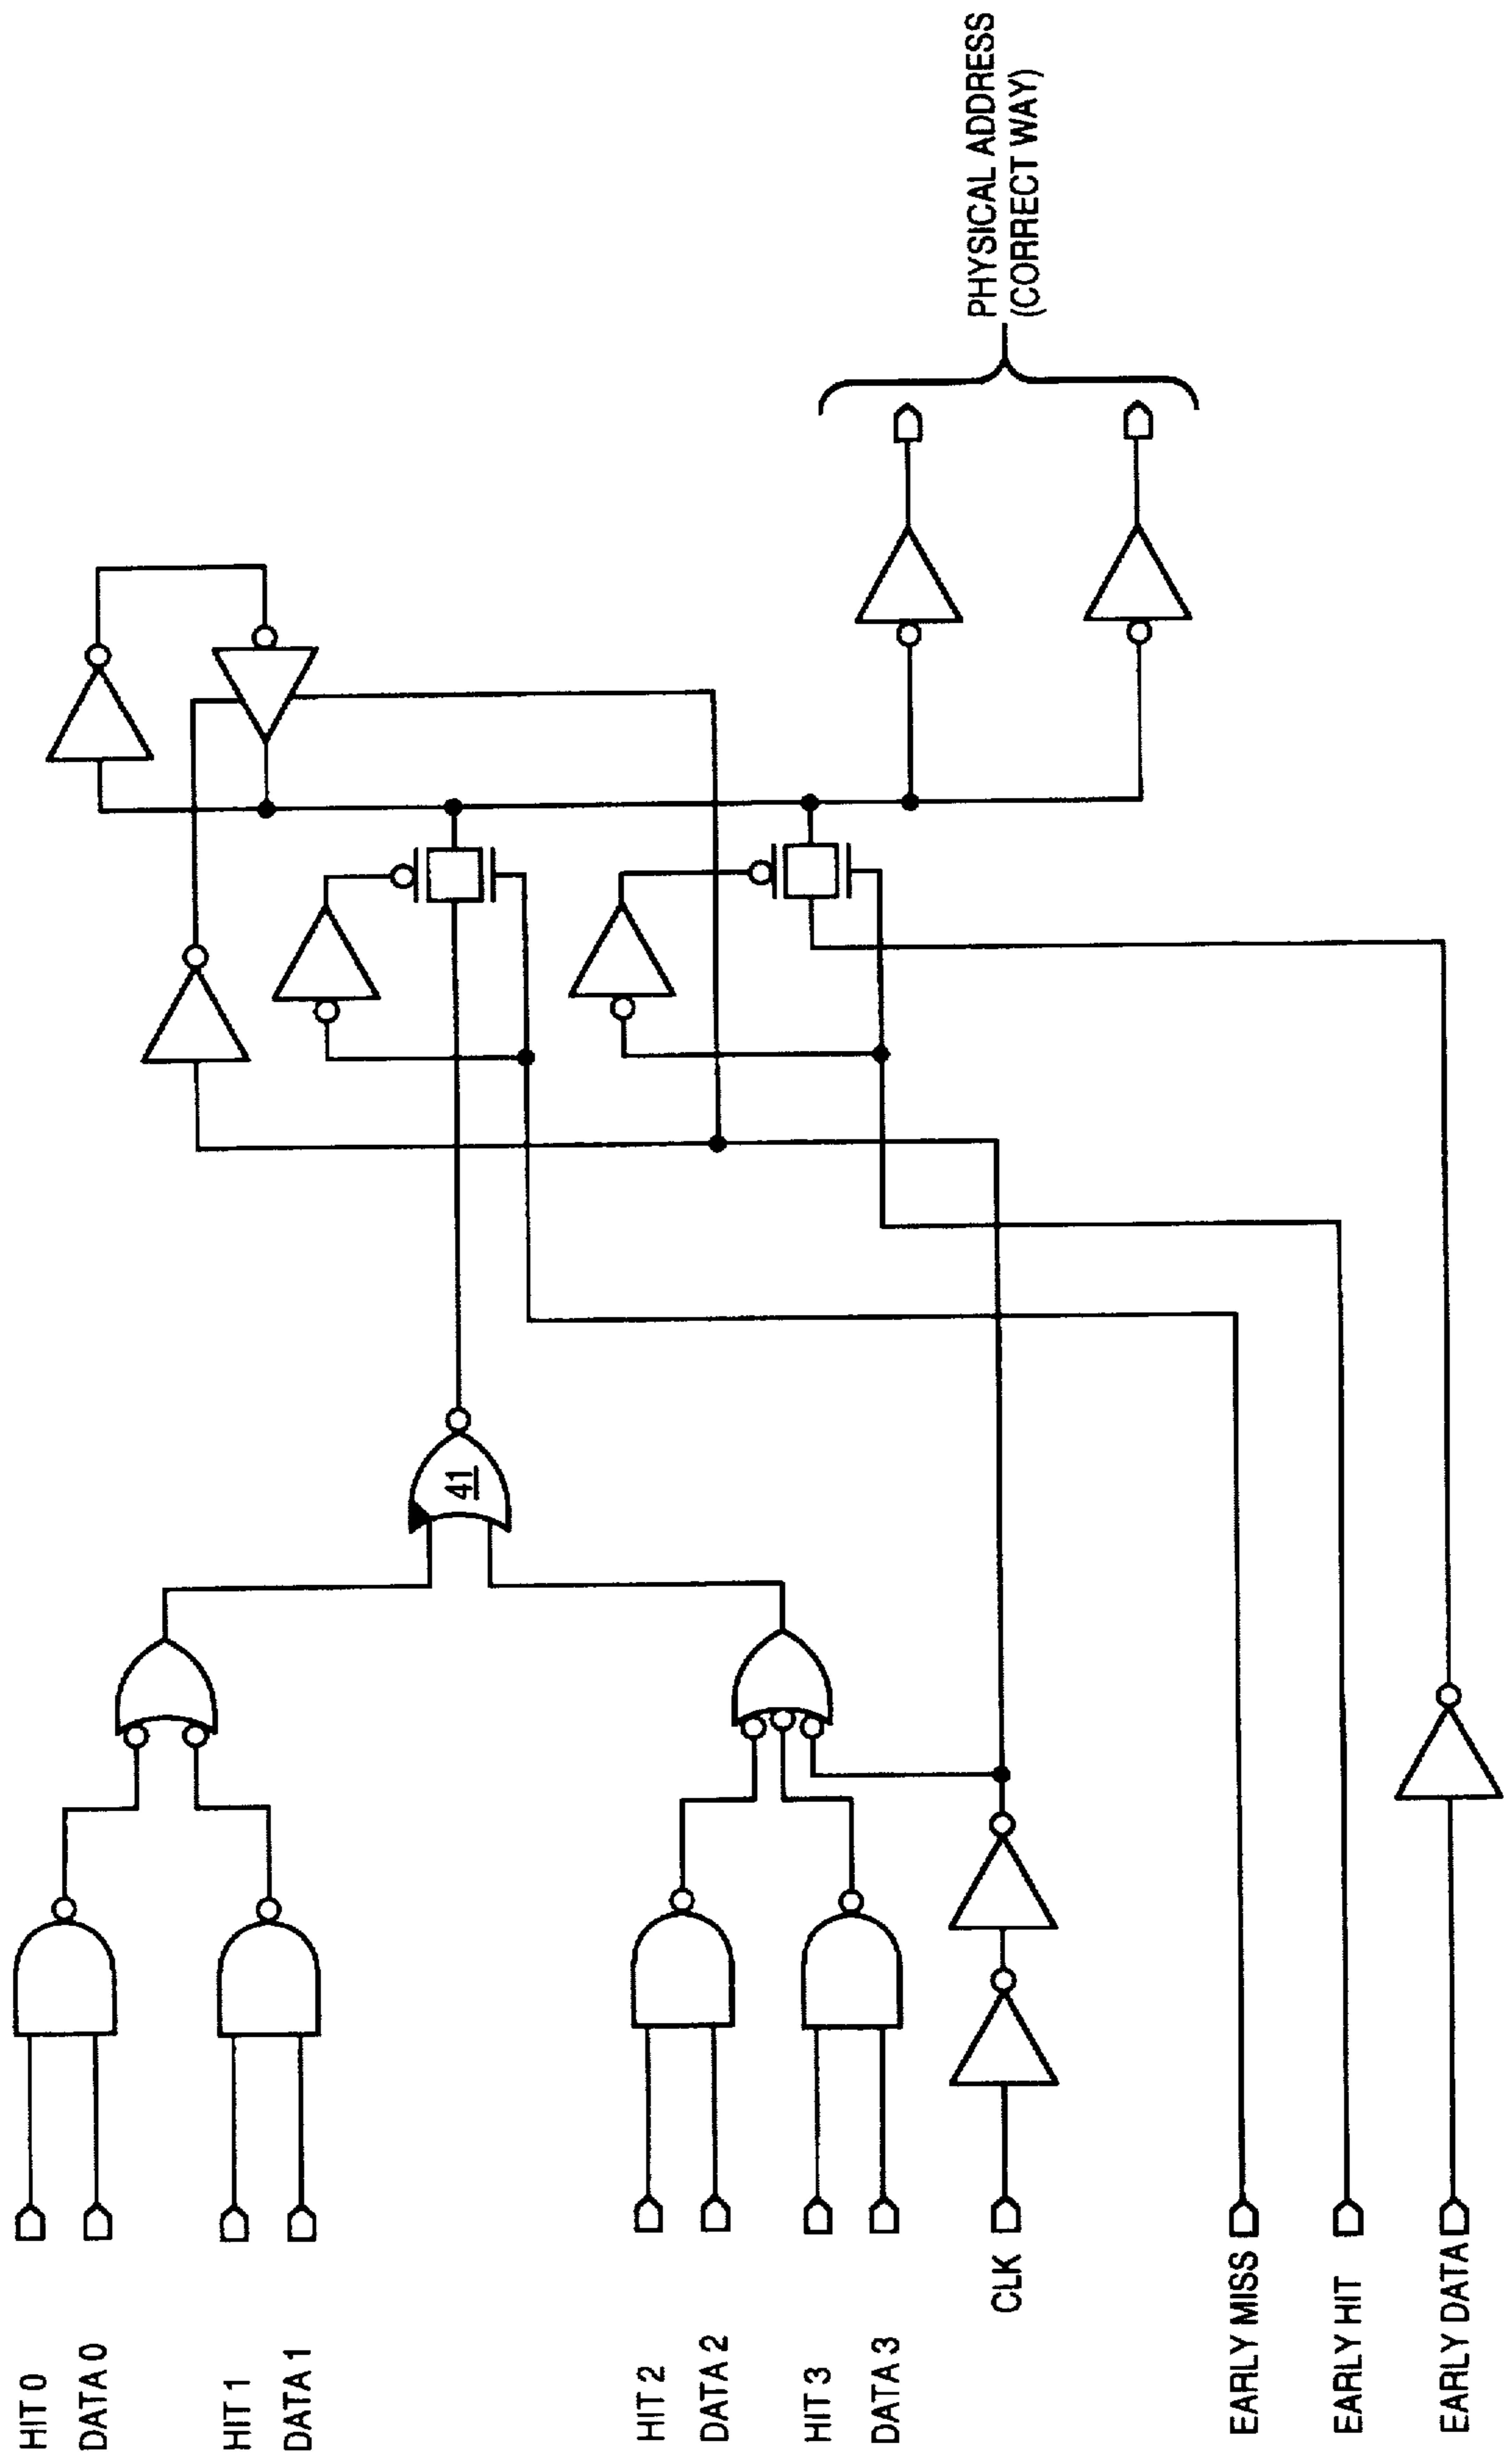 HIT 0
DATA 0
HIT 1
DATA 1
HIT 2
DATA 2
HIT 3
DATA 3
CLK
EARLY MISS
EARLY HIT
EARLY DATA
41
PHYSICAL ADDRESS
(CORRECT WAY)